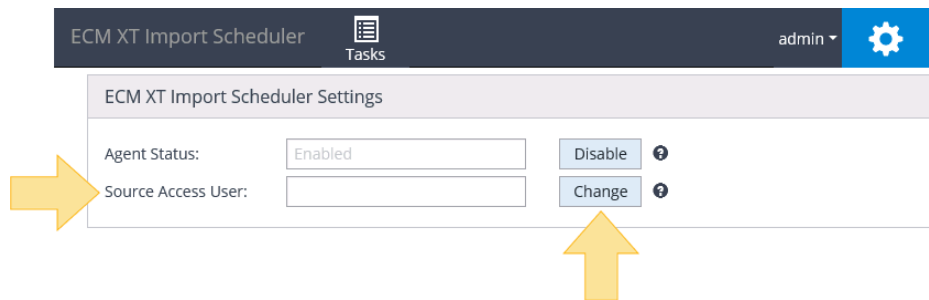 ECM XT Import Scheduler
Tasks
admin
ECM XT Import Scheduler Settings
Agent Status: Enabled Disable ?
Source Access User: Change ?